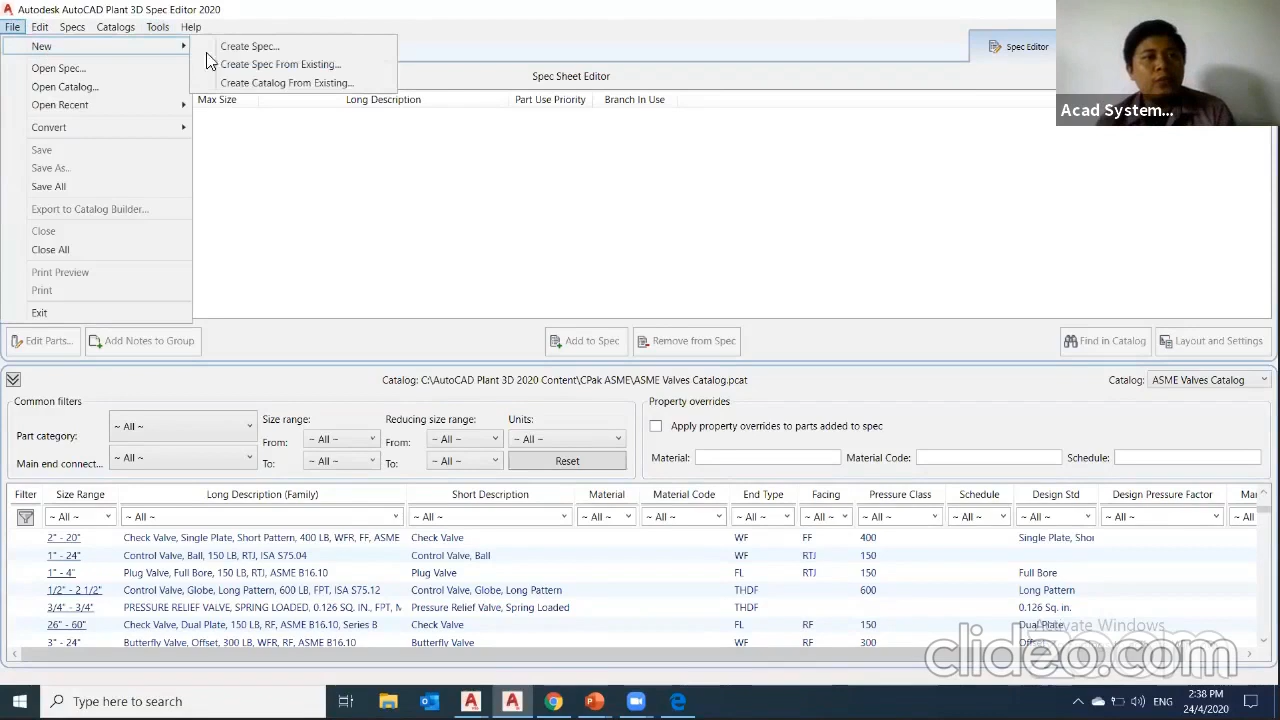 Autodesk AutoCAD Plant 3D Spec Editor 2020
File Edit Specs Catalogs Tools Help
New
Open Spec...
Open Catalog...
Open Recent
Convert
Save
Save As...
Save All
Export to Catalog Builder...
Close
Close All
Print Preview
Print
Exit
Create Spec...
Create Spec From Existing...
Create Catalog From Existing...
Spec Editor
Acad System...
Spec Sheet Editor
Max Size Long Description Part Use Priority Branch In Use
Edit Parts... Add Notes to Group Add to Spec Remove from Spec Find in Catalog Layout and Settings
Catalog: C:\AutoCAD Plant 3D 2020 Content\CPak ASME\ASME Valves Catalog.pcat Catalog: ASME Valves Catalog
Common filters
Part category: ~ All ~
Main end connect... ~ All ~
Size range:
From: ~ All ~
To: ~ All ~
Reducing size range:
From: ~ All ~
To: ~ All ~
Units:
~ All ~
Reset
Property overrides
Apply property overrides to parts added to spec
Material: Material Code: Schedule:
Filter Size Range Long Description (Family) Short Description Material Material Code End Type Facing Pressure Class Schedule Design Std Design Pressure Factor Mai
~ All ~ ~ All ~ ~ All ~ ~ All ~ ~ All ~ ~ All ~ ~ All ~ ~ All ~ ~ All ~ ~ All ~ ~ All ~ ~ All
Check Valve, Single Plate, Short Pattern, 400 LB, WFR, FF, ASME Check Valve WF FF 400 Single Plate, Shor
1" - 24" Control Valve, Ball, 150 LB, RTJ, ISA S75.04 Control Valve, Ball WF RTJ 150
1" - 4" Plug Valve, Full Bore, 150 LB, RTJ, ASME B16.10 Plug Valve FL RTJ 150 Full Bore
1/2" - 2 1/2" Control Valve, Globe, Long Pattern, 600 LB, FPT, ISA S75.12 Control Valve, Globe, Long Pattern THDF 600 Long Pattern
3/4" - 3/4" PRESSURE RELIEF VALVE, SPRING LOADED, 0.126 SQ. IN., FPT, M Pressure Relief Valve, Spring Loaded THDF 0.126 Sq. in.
26" - 60" Check Valve, Dual Plate, 150 LB, RF, ASME B16.10, Series B Check Valve FL RF 150 Dual Plate
3" - 24" Butterfly Valve, Offset, 300 LB, WFR, RF, ASME B16.10 Butterfly Valve WF RF 300 Offset
Activate Windows
clideo.com
Type here to search
ENG
2:38 PM
24/4/2020